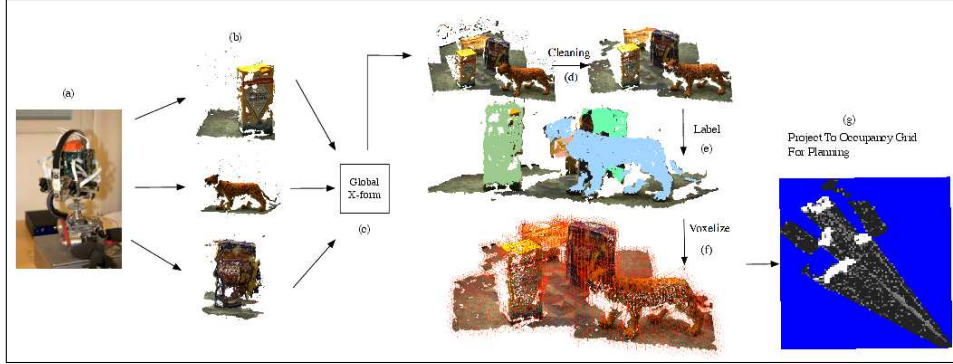 (a)
(b)
Global
X-form
(c)
Cleaning
(d)
Label
(e)
Voxelize
(f)
(g)
Project To Occupancy Grid
For Planning